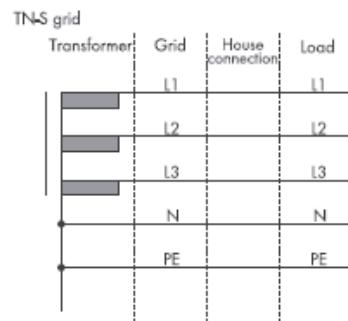 TN-S grid
Transformer Grid House connection Load
L1 L1
L2 L2
L3 L3
N N
PE PE